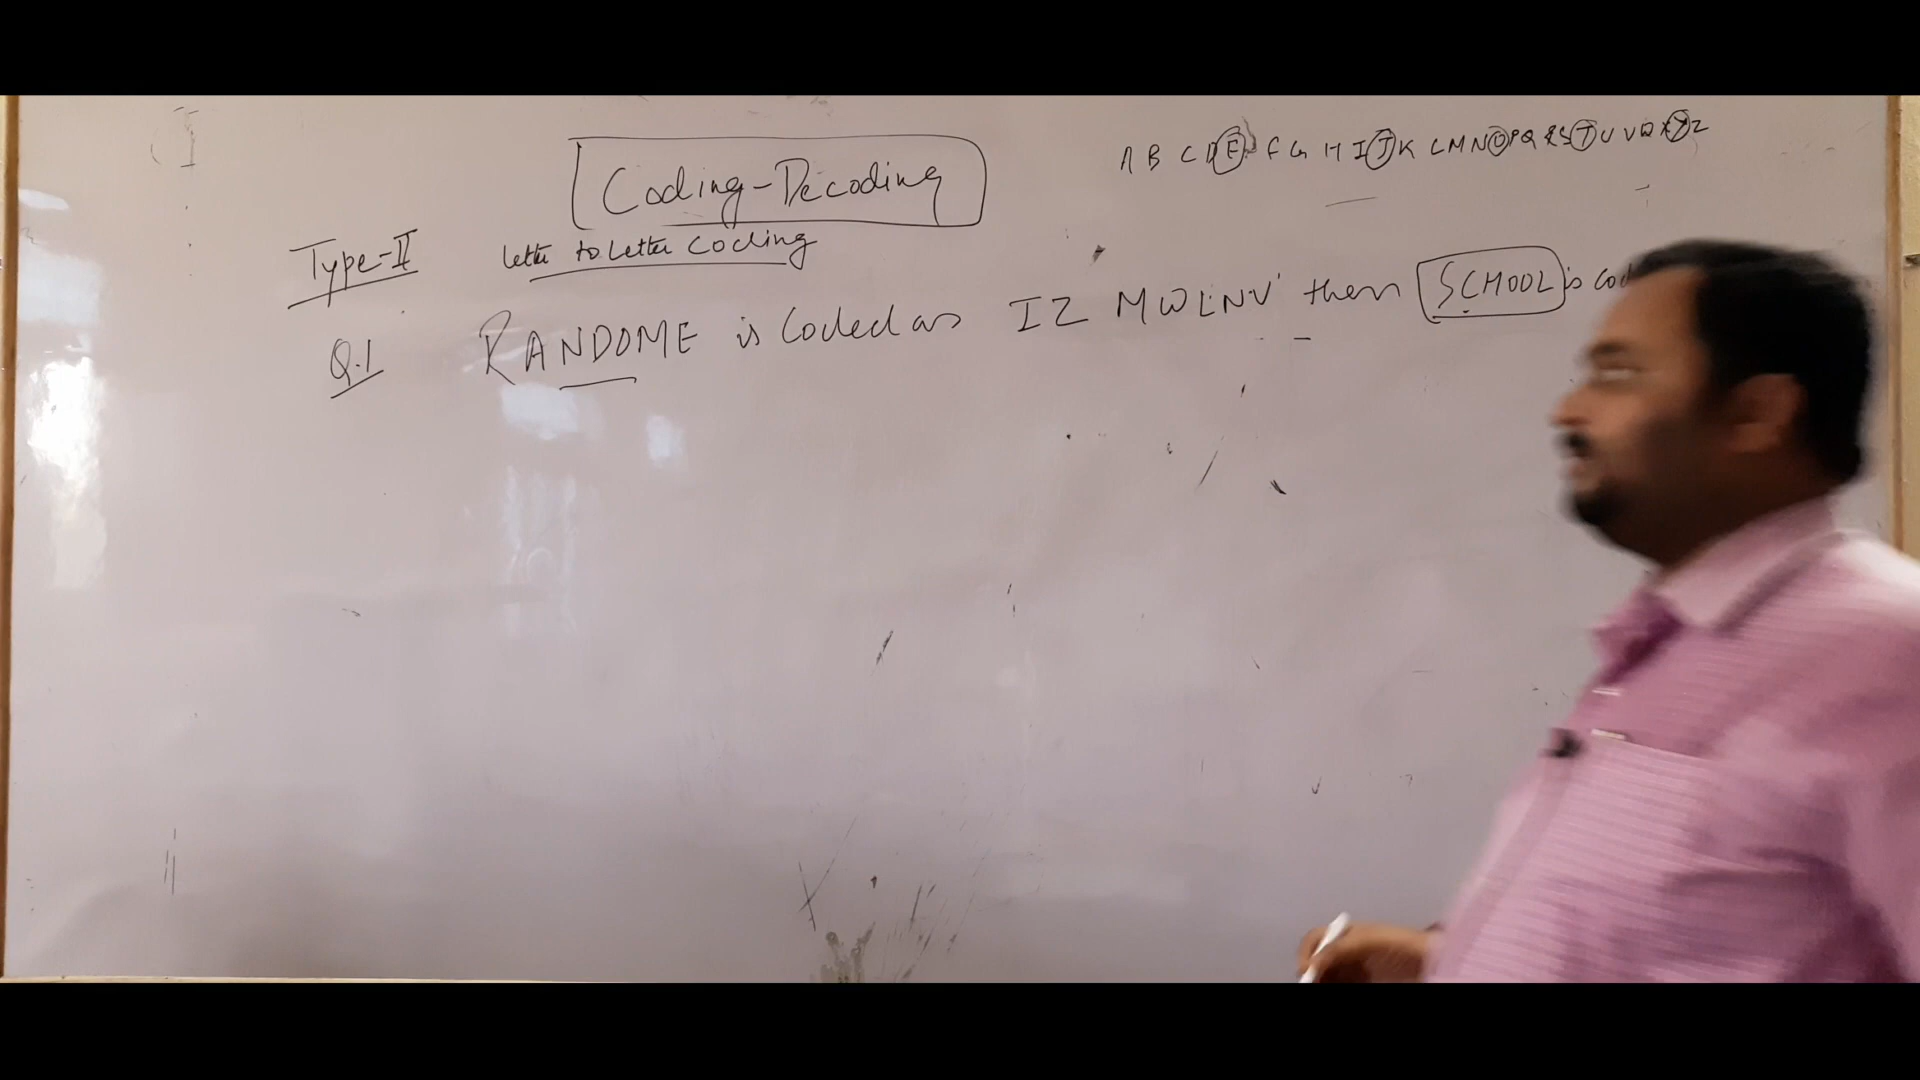 A B C D E F G H I J K L M N O P Q R S T U V W X Y Z
Coding-Decoding
Type-II letter to letter coding
Q.1 RANDOME is Coded as IZ MWLNV then SCHOOL is